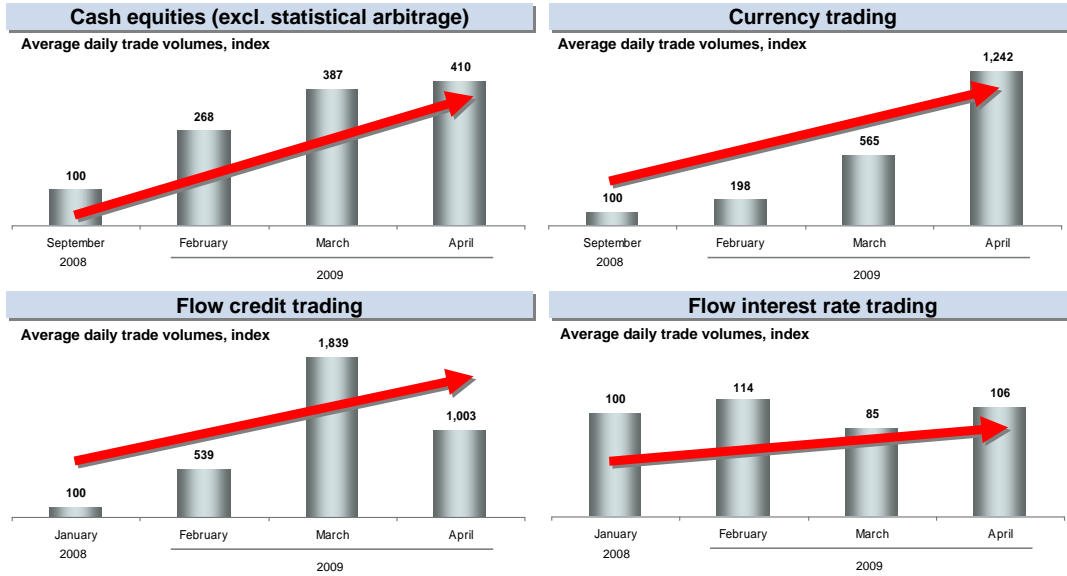 Cash equities (excl. statistical arbitrage)
Average daily trade volumes, index
100
268
387
410
September
February
March
April
2008
2009
Currency trading
Average daily trade volumes, index
100
198
565
1,242
September
February
March
April
2008
2009
Flow credit trading
Average daily trade volumes, index
100
539
1,839
1,003
January
February
March
April
2008
2009
Flow interest rate trading
Average daily trade volumes, index
100
114
85
106
January
February
March
April
2008
2009